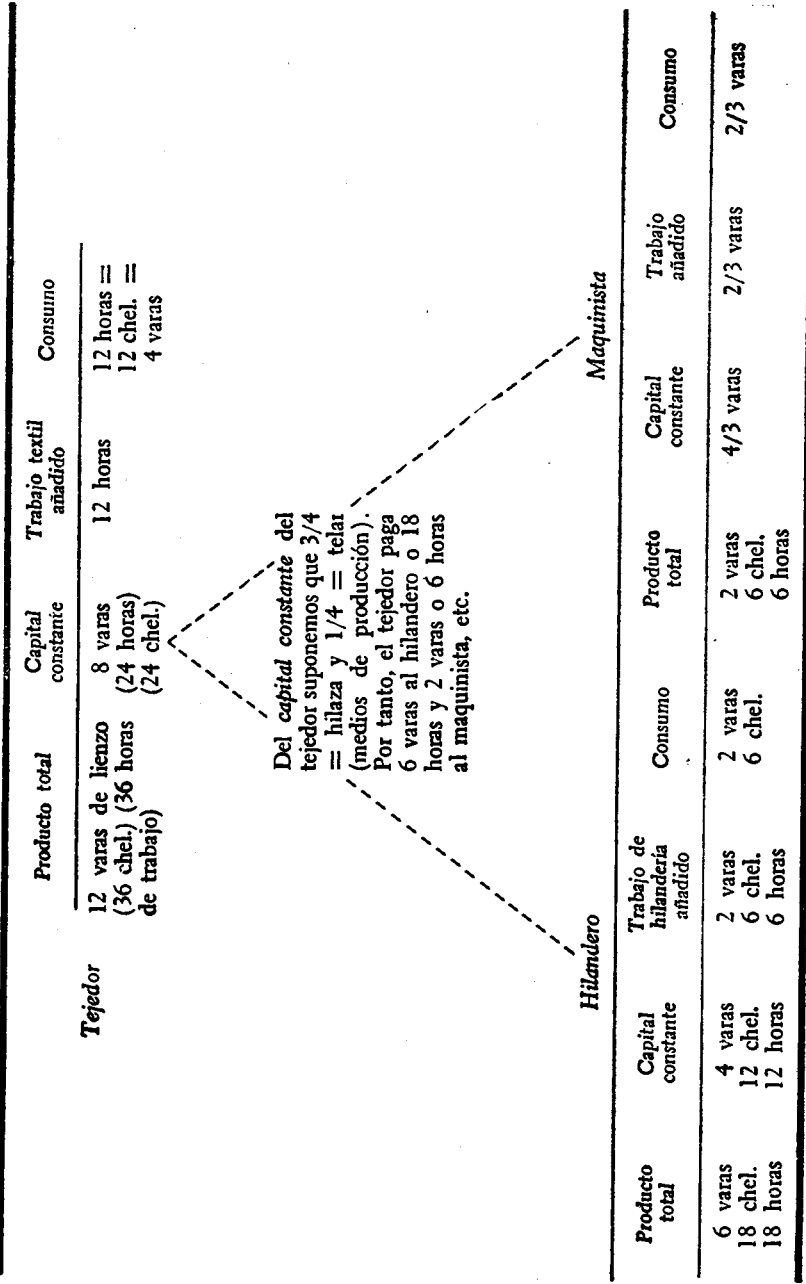 Producto total
Capital
constante
Trabajo textil
añadido
Consumo
Tejedor
12 varas de lienzo
(36 chel.) (36 horas
de trabajo)
8 varas
(24 horas)
(24 chel.)
12 horas
12 horas =
12 chel. =
4 varas
Del capital constante del
tejedor suponemos que 3/4
= hilaza y 1/4 = telar
(medios de producción).
Por tanto, el tejedor paga
6 varas al hilandero o 18
horas y 2 varas o 6 horas
al maquinista, etc.
Hilandero
Maquinista
Producto
total
Capital
constante
Trabajo de
hilandería
añadido
Consumo
Producto
total
Capital
constante
Trabajo
añadido
Consumo
6 varas
18 chel.
18 horas
4 varas
12 chel.
12 horas
2 varas
6 chel.
6 horas
2 varas
6 chel.
2 varas
6 chel.
6 horas
4/3 varas
2/3 varas
2/3 varas